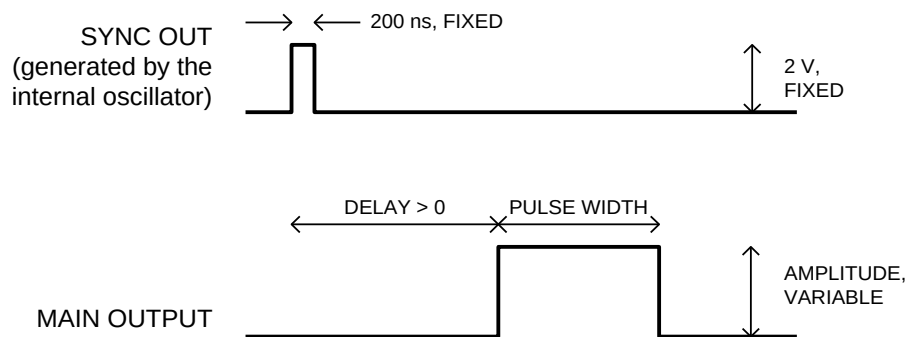 200 ns, FIXED
SYNC OUT
(generated by the
internal oscillator)
2 V,
FIXED
DELAY > 0
PULSE WIDTH
AMPLITUDE,
VARIABLE
MAIN OUTPUT